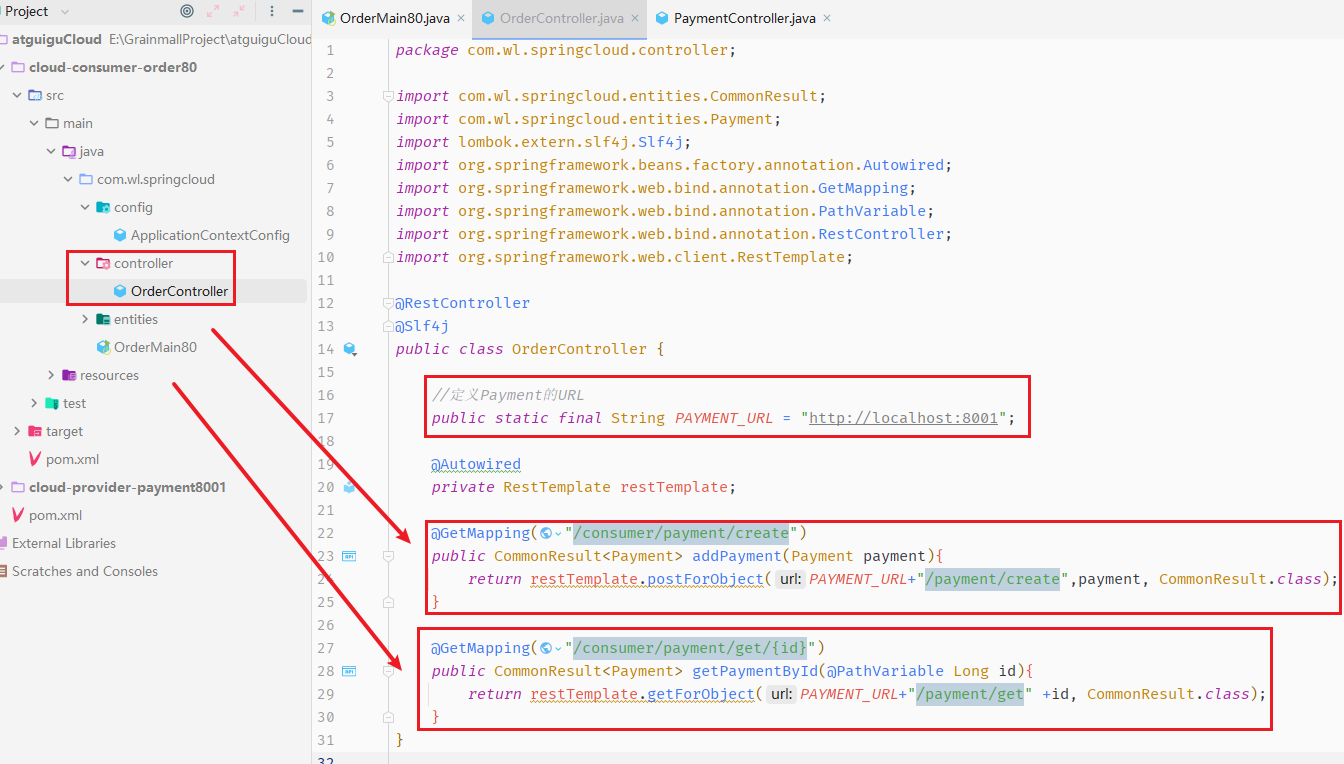 Project
atguiguCloud E:\GrainmallProject\atguiguCloud
cloud-consumer-order80
src
main
java
com.wl.springcloud
config
ApplicationContextConfig
controller
OrderController
entities
OrderMain80
resources
test
target
pom.xml
cloud-provider-payment8001
pom.xml
External Libraries
Scratches and Consoles
OrderMain80.java × OrderController.java × PaymentController.java ×
1 package com.wl.springcloud.controller;
2
3 import com.wl.springcloud.entities.CommonResult;
4 import com.wl.springcloud.entities.Payment;
5 import lombok.extern.slf4j.Slf4j;
6 import org.springframework.beans.factory.annotation.Autowired;
7 import org.springframework.web.bind.annotation.GetMapping;
8 import org.springframework.web.bind.annotation.PathVariable;
9 import org.springframework.web.bind.annotation.RestController;
10 import org.springframework.web.client.RestTemplate;
11
12 @RestController
13 @Slf4j
14 public class OrderController {
15
16 //定义Payment的URL
17 public static final String PAYMENT_URL = "http://localhost:8001";
18
19 @Autowired
20 private RestTemplate restTemplate;
21
22 @GetMapping("/consumer/payment/create")
23 API public CommonResult<Payment> addPayment(Payment payment){
24 return restTemplate.postForObject( url: PAYMENT_URL+"/payment/create",payment, CommonResult.class);
25 }
26
27 @GetMapping("/consumer/payment/get/{id}")
28 API public CommonResult<Payment> getPaymentById(@PathVariable Long id){
29 return restTemplate.getForObject( url: PAYMENT_URL+"/payment/get" +id, CommonResult.class);
30 }
31 }
32